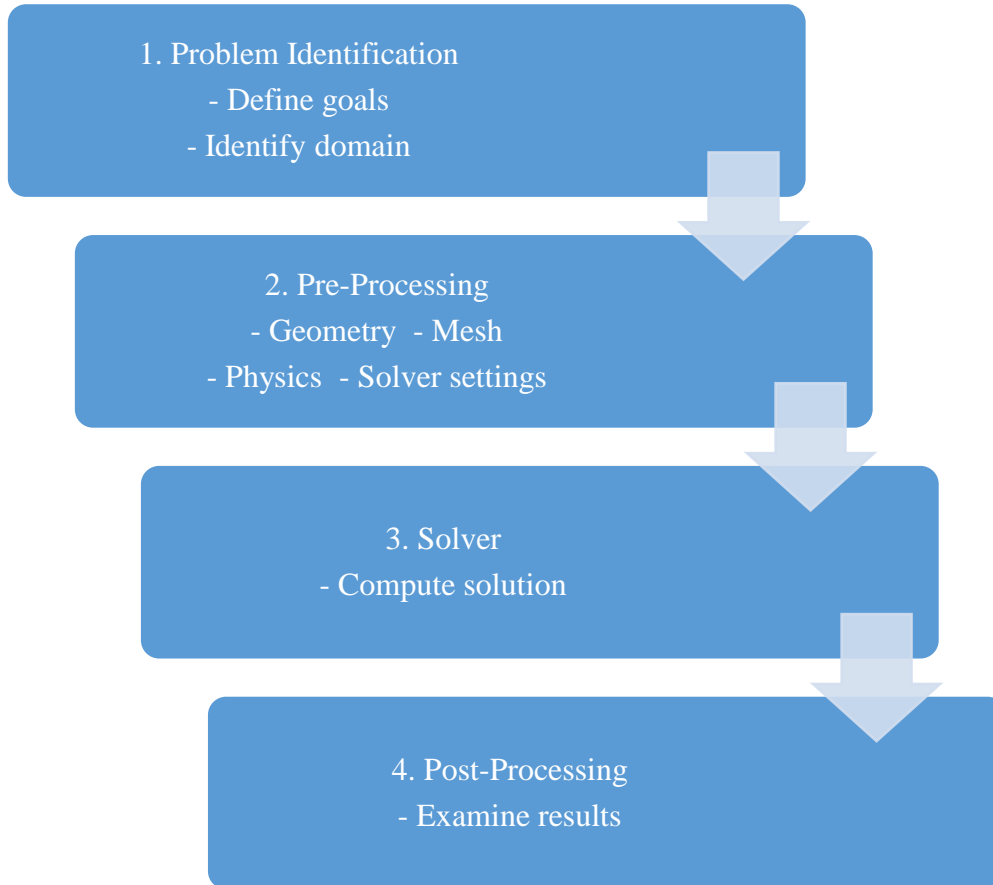 1. Problem Identification
- Define goals
- Identify domain
2. Pre-Processing
- Geometry  - Mesh
- Physics  - Solver settings
3. Solver
- Compute solution
4. Post-Processing
- Examine results